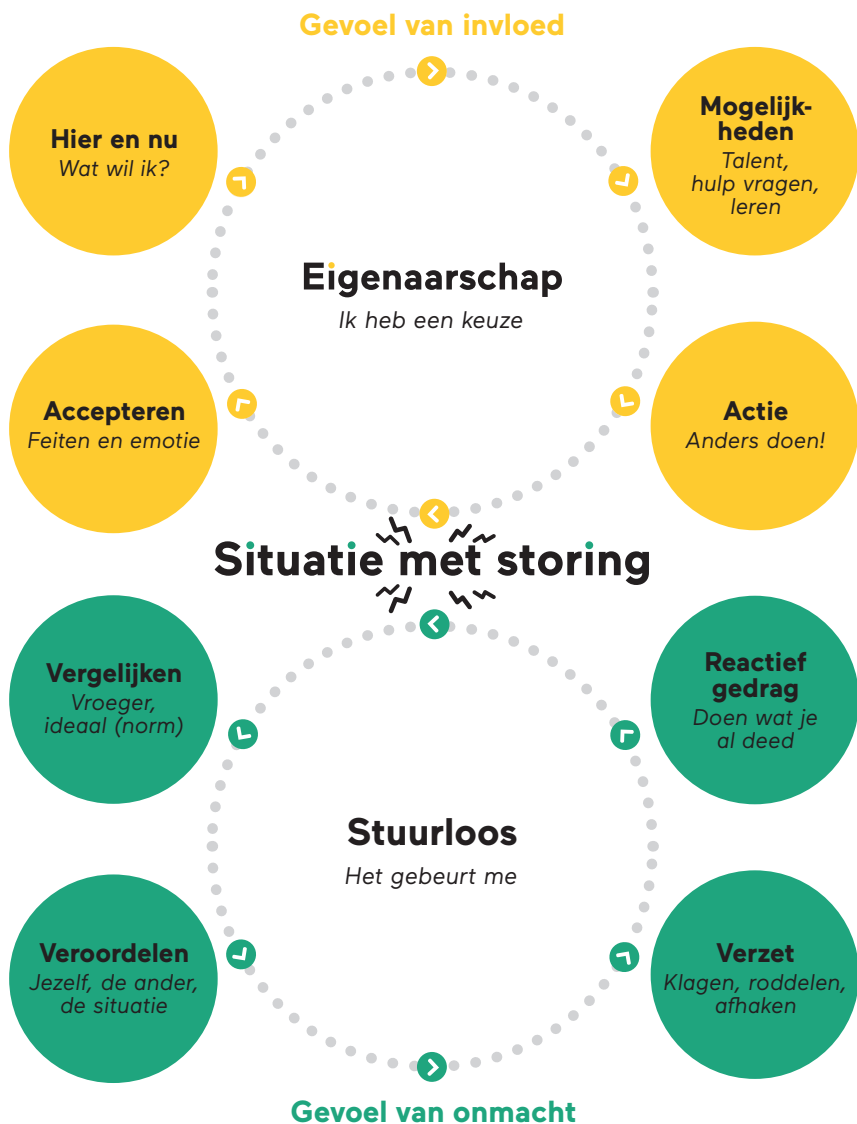 Gevoel van invloed
Hier en nu
Wat wil ik?
Mogelijk-
heden
Talent,
hulp vragen,
leren
Eigenaarschap
Ik heb een keuze
Accepteren
Feiten en emotie
Actie
Anders doen!
Situatie met storing
Vergelijken
Vroeger,
ideaal (norm)
Reactief
gedrag
Doen wat je
al deed
Stuurloos
Het gebeurt me
Veroordelen
Jezelf, de ander,
de situatie
Verzet
Klagen, roddelen,
afhaken
Gevoel van onmacht